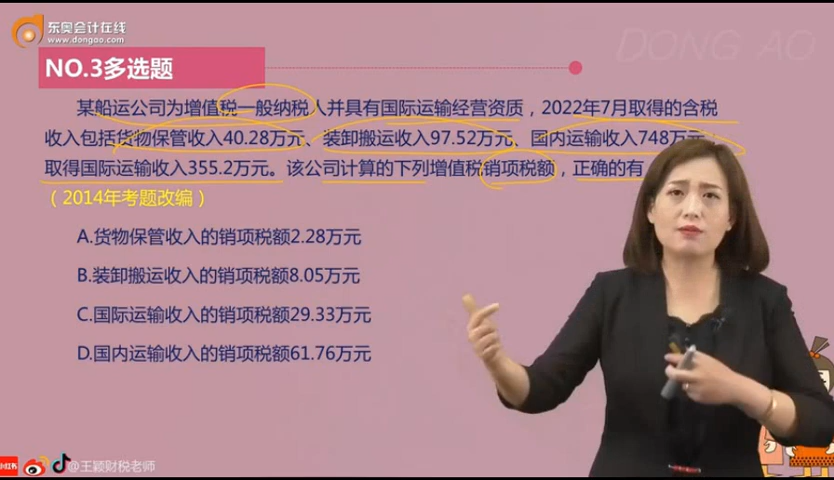 东奥会计在线
www.dongao.com
DONG AO
NO.3多选题
某船运公司为增值税一般纳税人并具有国际运输经营资质，2022年7月取得的含税
收入包括货物保管收入40.28万元、装卸搬运收入97.52万元、国内运输收入748万元，
取得国际运输收入355.2万元。该公司计算的下列增值税销项税额，正确的有
（2014年考题改编）
A.货物保管收入的销项税额2.28万元
B.装卸搬运收入的销项税额8.05万元
C.国际运输收入的销项税额29.33万元
D.国内运输收入的销项税额61.76万元
小红书
@王颖财税老师